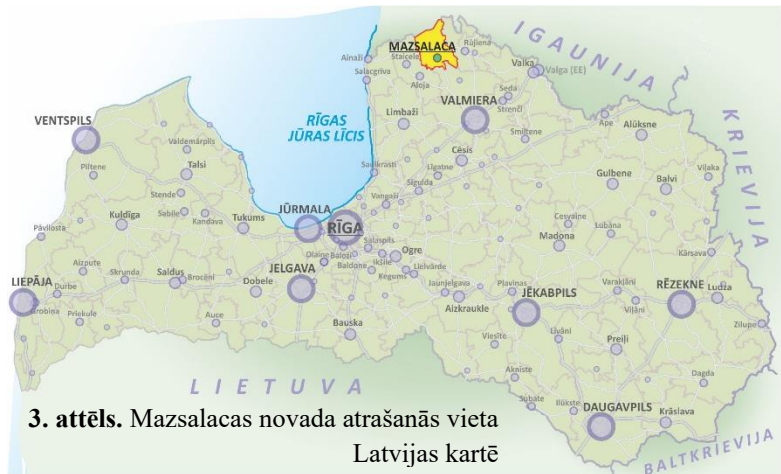 IGAUNIJA
MAZSALACA
Rūjiena
Ainaži
Staicele
Valka
Valga (EE)
Salacgrīva
Aloja
Seda
Strenči
KRIEVIJA
RĪGAS
JŪRAS LĪCIS
Limbaži
VALMIERA
VENTSPILS
Smiltene
Ape
Alūksne
Valdemārpils
Cēsis
Piltene
Talsi
Saulkrasti
Līgatne
Sigulda
Gulbene
Balvi
Viļaka
Stende
Vangaži
JŪRMALA
Kuldīga
Sabile
Kandava
Tukums
RĪGA
Cesvaine
Lubāna
Pāvilosta
Salaspils
Ogre
Madona
Kārsava
Olaine
Baloži
Ikšķile
Aizpute
Skrunda
Saldus
Brocēni
JELGAVA
Baldone
Ķegums
Lielvārde
LIEPĀJA
Durbe
Dobele
Jaunjelgava
Pļaviņas
Varakļāni
RĒZEKNE
Ludza
Grobiņa
Priekule
Auce
Aizkraukle
JĒKABPILS
Viļāni
Zilupe
Bauska
Viesīte
Līvāni
Preiļi
Akniste
Dagda
LIETUVA
Subate
Ilūkste
DAUGAVPILS
Krāslava
BALTKRIEVIJA
3. attēls. Mazsalacas novada atrašanās vieta
Latvijas kartē